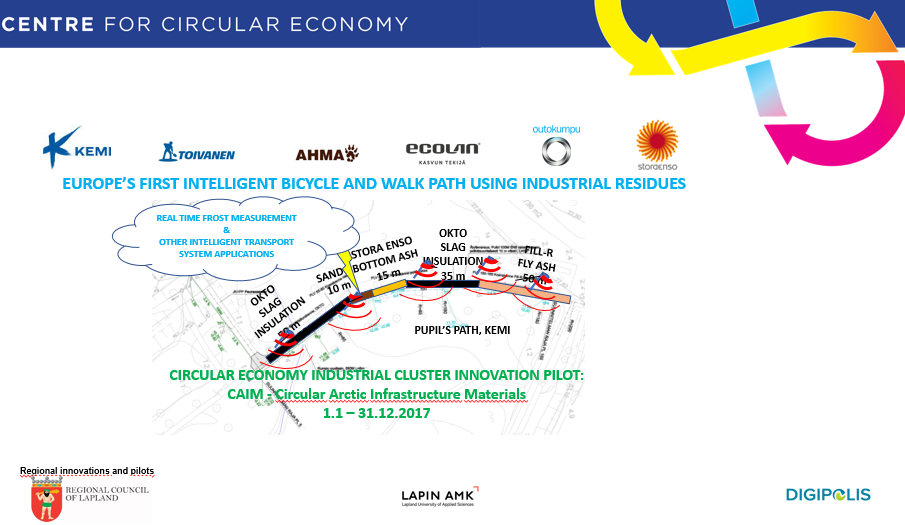 CENTRE FOR CIRCULAR ECONOMY
KEMI
TOIVANEN
AHMA
ECOLAN
KASVUN TEKIJÄ
outokumpu
storaenso
EUROPE'S FIRST INTELLIGENT BICYCLE AND WALK PATH USING INDUSTRIAL RESIDUES
REAL TIME FROST MEASUREMENT
&
OTHER INTELLIGENT TRANSPORT
SYSTEM APPLICATIONS
OKTO
SLAG
INSULATION
m
SAND
10 m
STORA ENSO
BOTTOM ASH
15 m
OKTO
SLAG
INSULATION
35 m
FILL-R
FLY ASH
50 m
PUPIL'S PATH, KEMI
CIRCULAR ECONOMY INDUSTRIAL CLUSTER INNOVATION PILOT:
CAIM - Circular Arctic Infrastructure Materials
1.1 – 31.12.2017
Regional innovations and pilots
REGIONAL COUNCIL
OF LAPLAND
LAPIN AMK
Lapland University of Applied Sciences
DIGIPOLIS